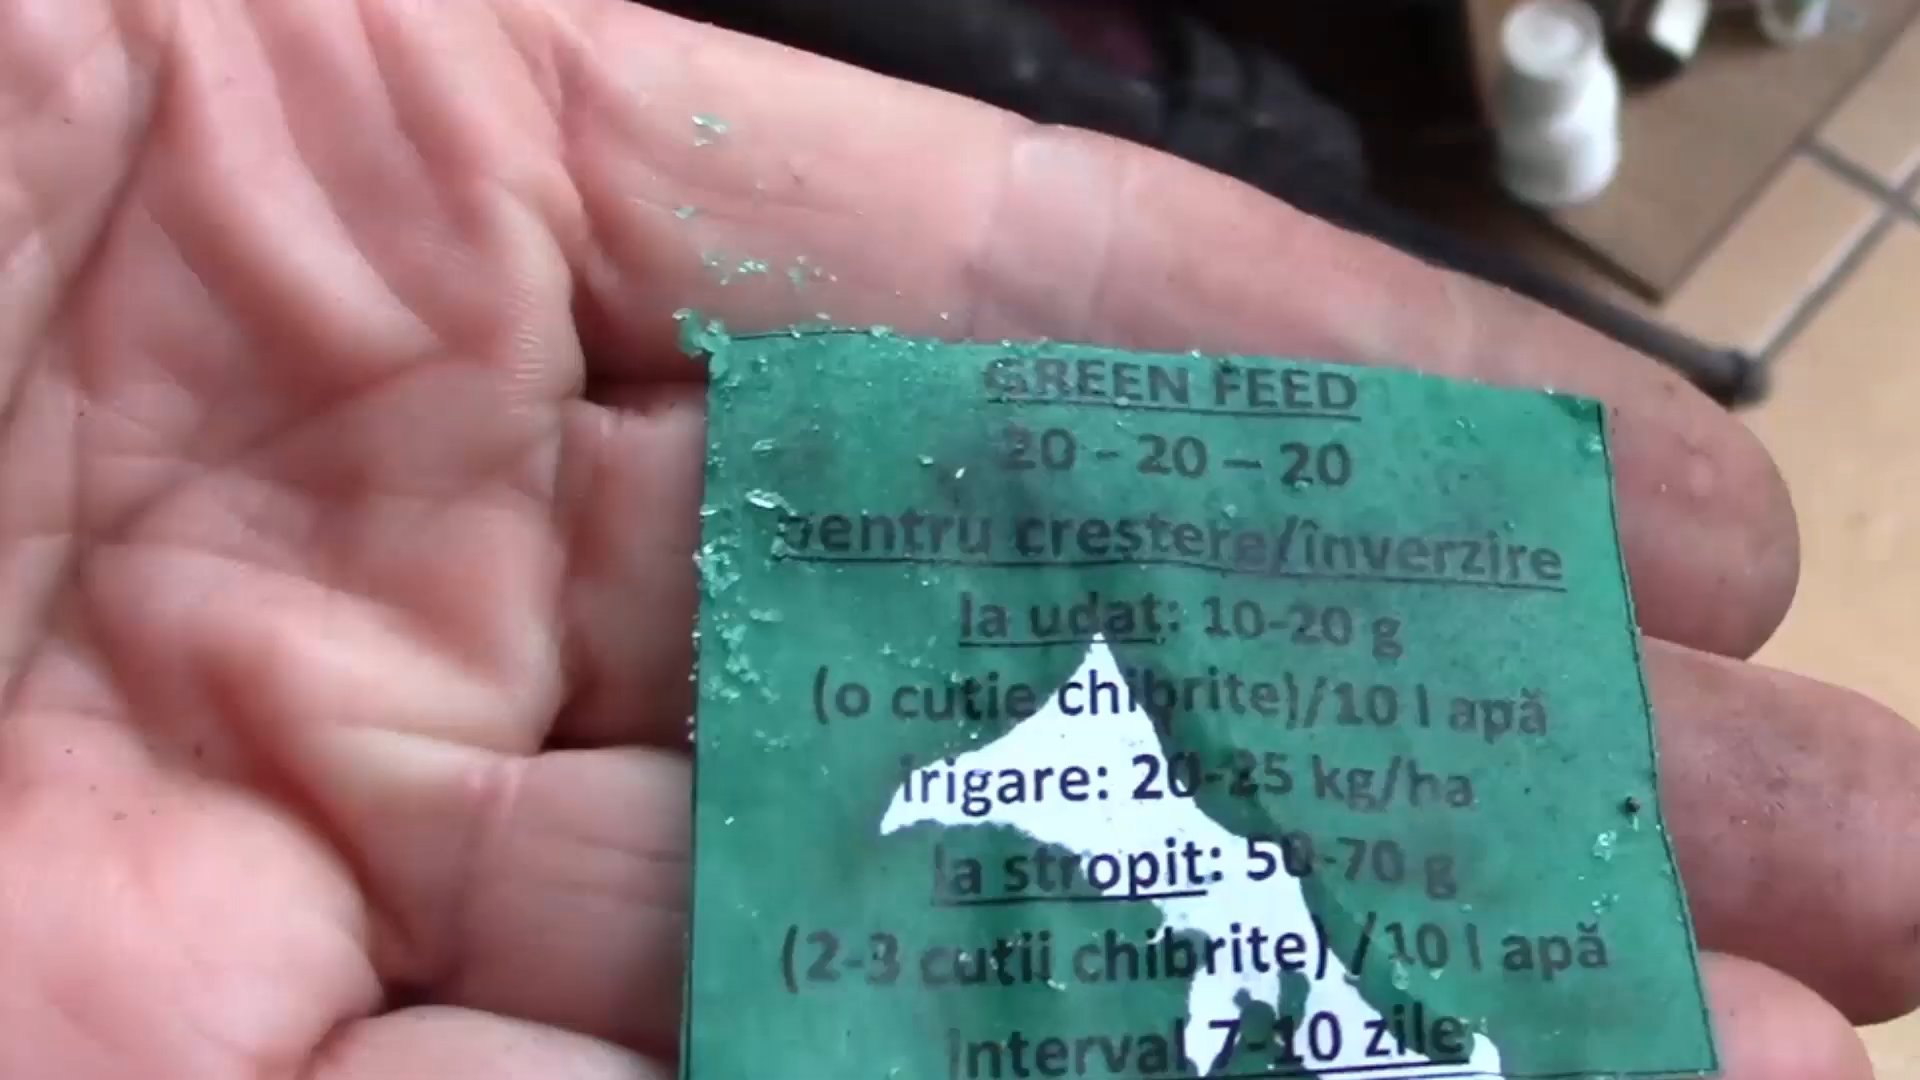 GREEN FEED
20 - 20 – 20
pentru creștere/înverzire
la udat: 10-20 g
(o cutie chibrite)/10 l apă
irigare: 20-25 kg/ha
la stropit: 50-70 g
(2-3 cutii chibrite) /10 l apă
interval 7-10 zile